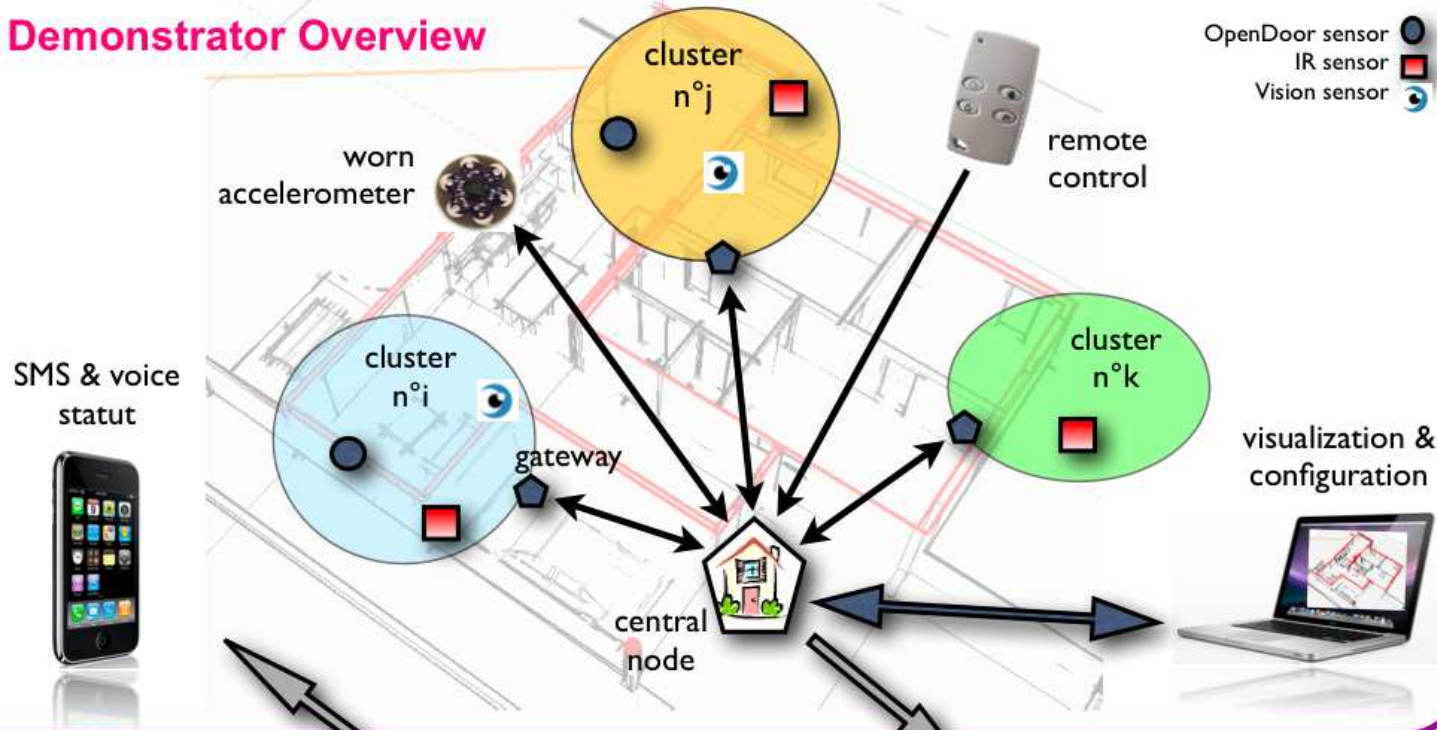 Demonstrator Overview
OpenDoor sensor
IR sensor
Vision sensor
cluster
n°j
worn
accelerometer
remote
control
cluster
n°i
cluster
n°k
SMS & voice
statut
gateway
visualization &
configuration
central
node